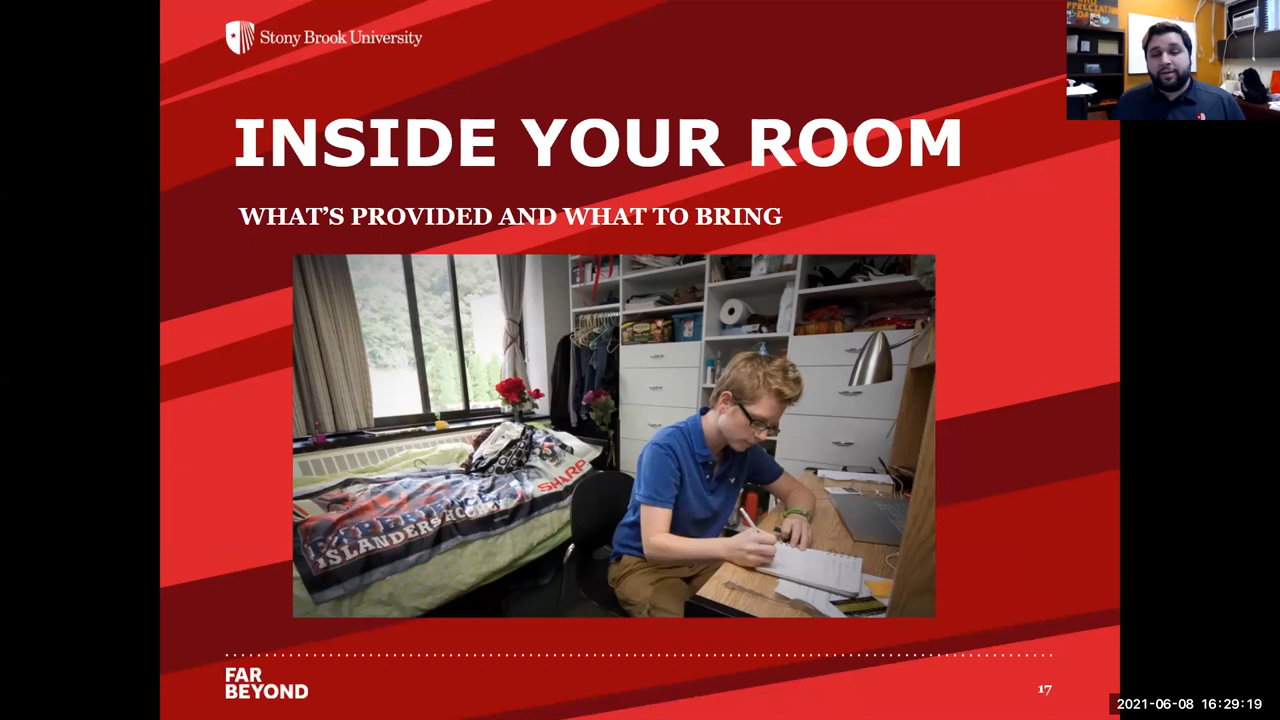 Stony Brook University
INSIDE YOUR ROOM
WHAT'S PROVIDED AND WHAT TO BRING
SHARP
ISLANDERS HOCKEY
FAR
BEYOND
17
2021-06-08 16:29:19